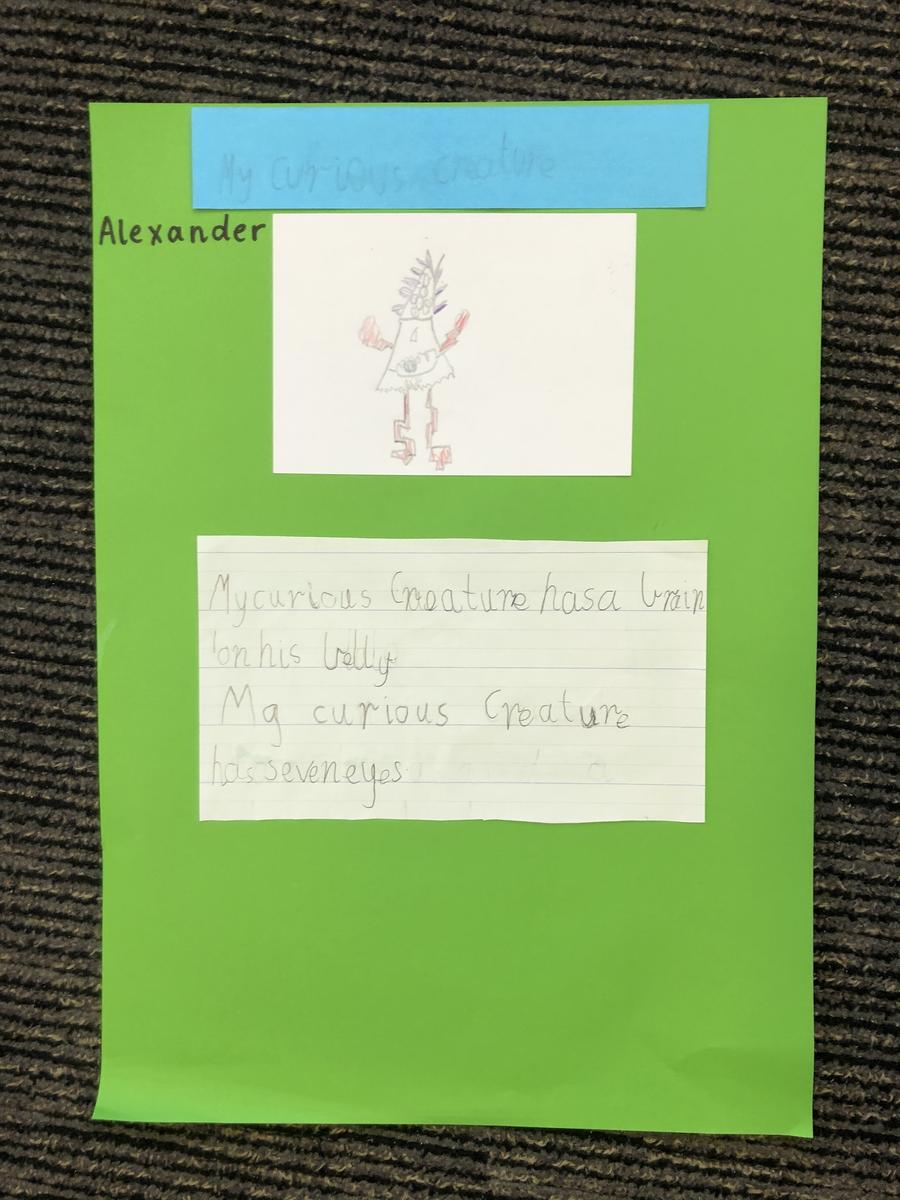 My curious creature
Alexander
My curious Creature has a brain
on his belly
My curious Creature
has seven eyes